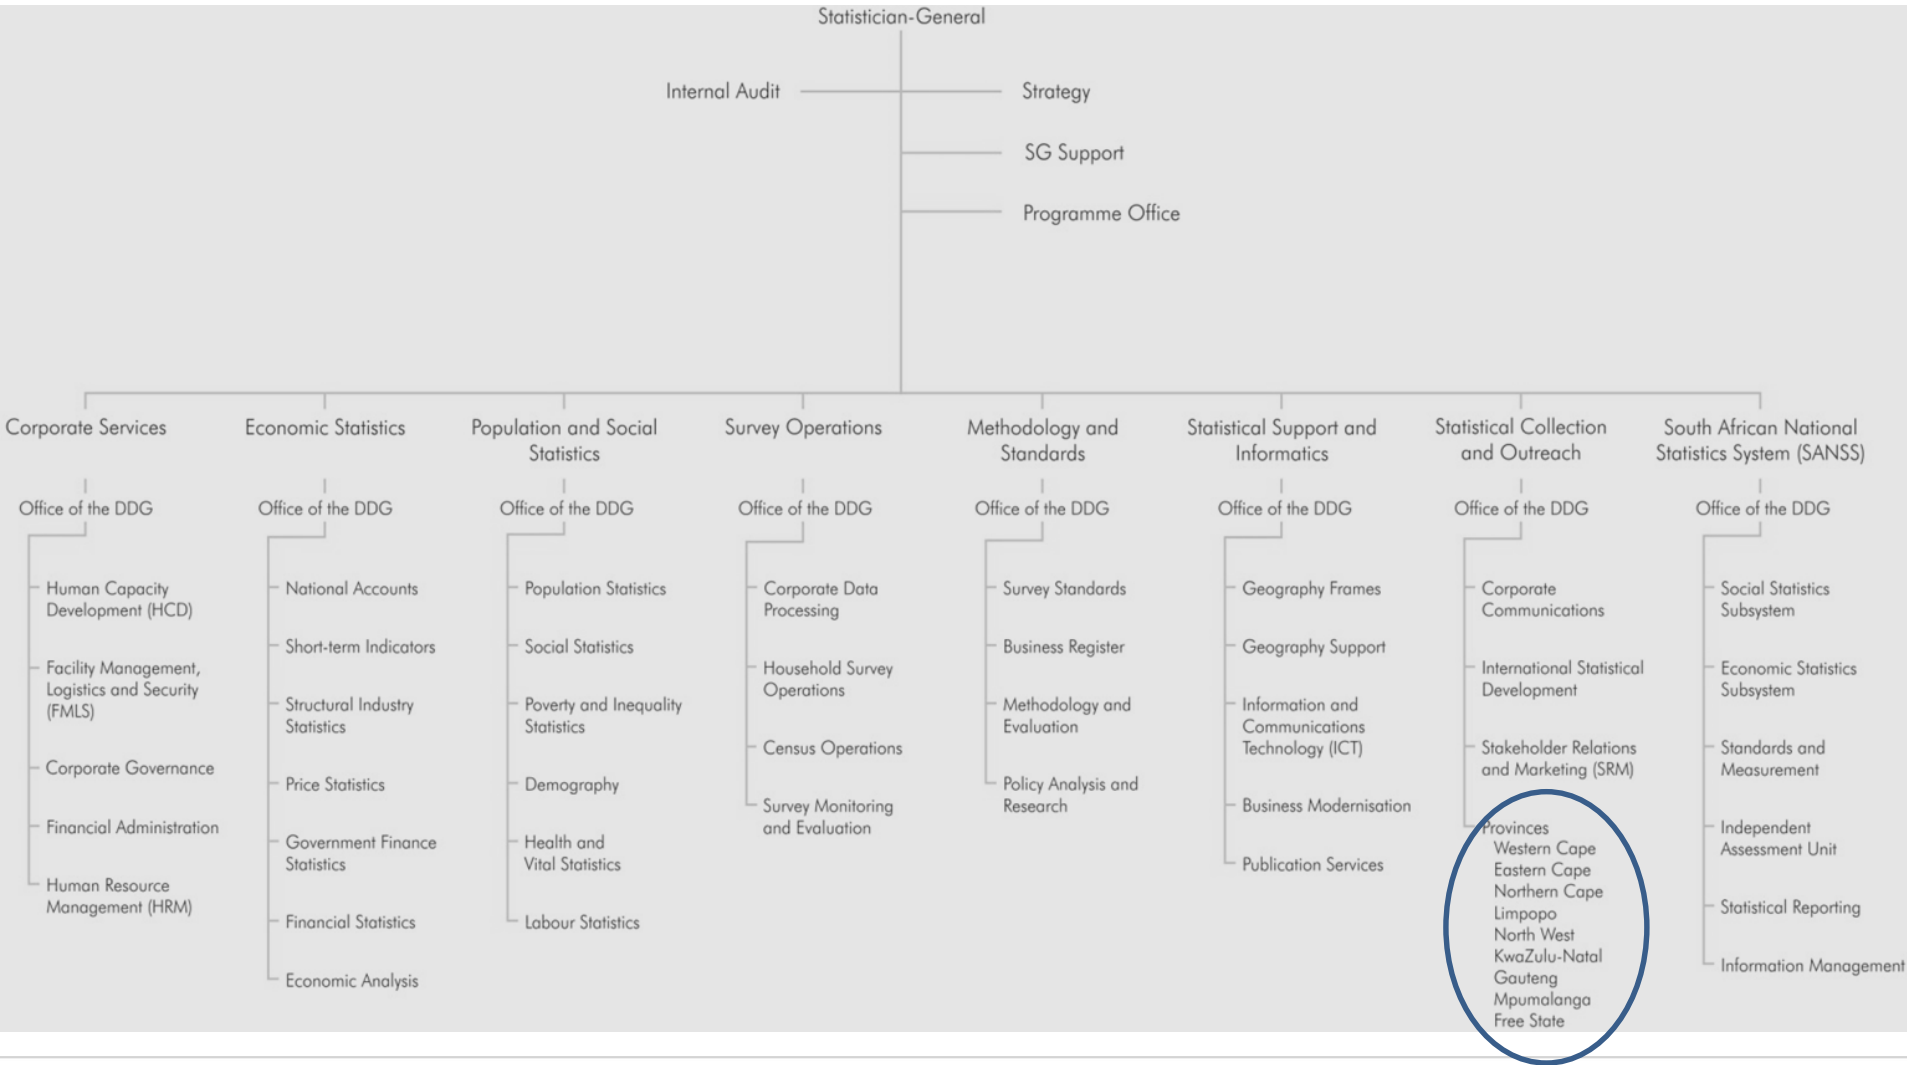 Statistician-General
Internal Audit
Strategy
SG Support
Programme Office
Corporate Services
Office of the DDG
Human Capacity
Development (HCD)
Facility Management,
Logistics and Security
(FMLS)
Corporate Governance
Financial Administration
Human Resource
Management (HRM)
Economic Statistics
Office of the DDG
National Accounts
Short-term Indicators
Structural Industry
Statistics
Price Statistics
Government Finance
Statistics
Financial Statistics
Economic Analysis
Population and Social
Statistics
Office of the DDG
Population Statistics
Social Statistics
Poverty and Inequality
Statistics
Demography
Health and
Vital Statistics
Labour Statistics
Survey Operations
Office of the DDG
Corporate Data
Processing
Household Survey
Operations
Census Operations
Survey Monitoring
and Evaluation
Methodology and
Standards
Office of the DDG
Survey Standards
Business Register
Methodology and
Evaluation
Policy Analysis and
Research
Statistical Support and
Informatics
Office of the DDG
Geography Frames
Geography Support
Information and
Communications
Technology (ICT)
Business Modernisation
Publication Services
Statistical Collection
and Outreach
Office of the DDG
Corporate
Communications
International Statistical
Development
Stakeholder Relations
and Marketing (SRM)
Provinces
Western Cape
Eastern Cape
Northern Cape
Limpopo
North West
KwaZulu-Natal
Gauteng
Mpumalanga
Free State
South African National
Statistics System (SANSS)
Office of the DDG
Social Statistics
Subsystem
Economic Statistics
Subsystem
Standards and
Measurement
Independent
Assessment Unit
Statistical Reporting
Information Management